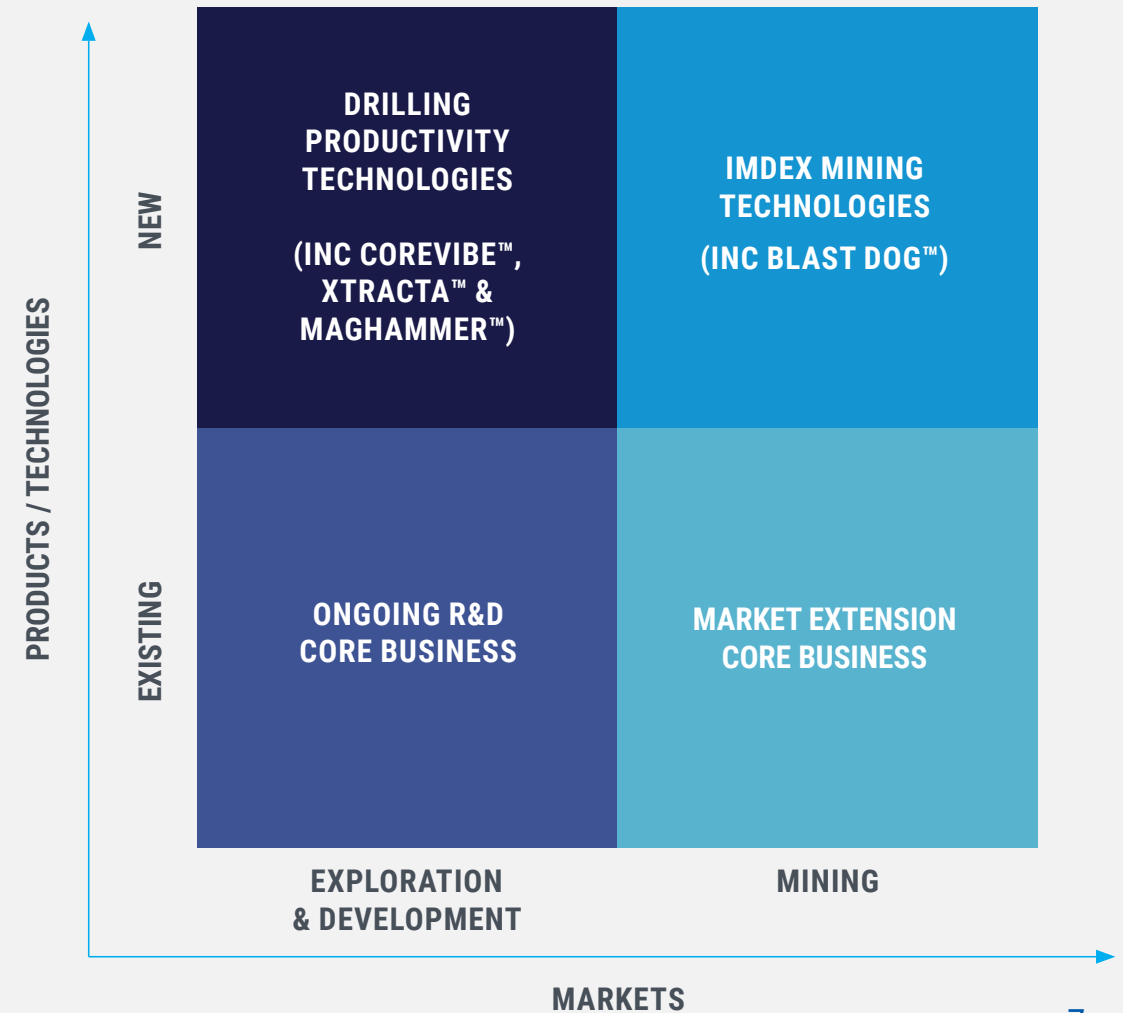 PRODUCTS / TECHNOLOGIES
NEW
DRILLING
PRODUCTIVITY
TECHNOLOGIES
(INC COREVIBE™,
XTRACTA™ &
MAGHAMMER™)
IMDEX MINING
TECHNOLOGIES
(INC BLAST DOG™)
EXISTING
ONGOING R&D
CORE BUSINESS
MARKET EXTENSION
CORE BUSINESS
EXPLORATION
& DEVELOPMENT
MINING
MARKETS